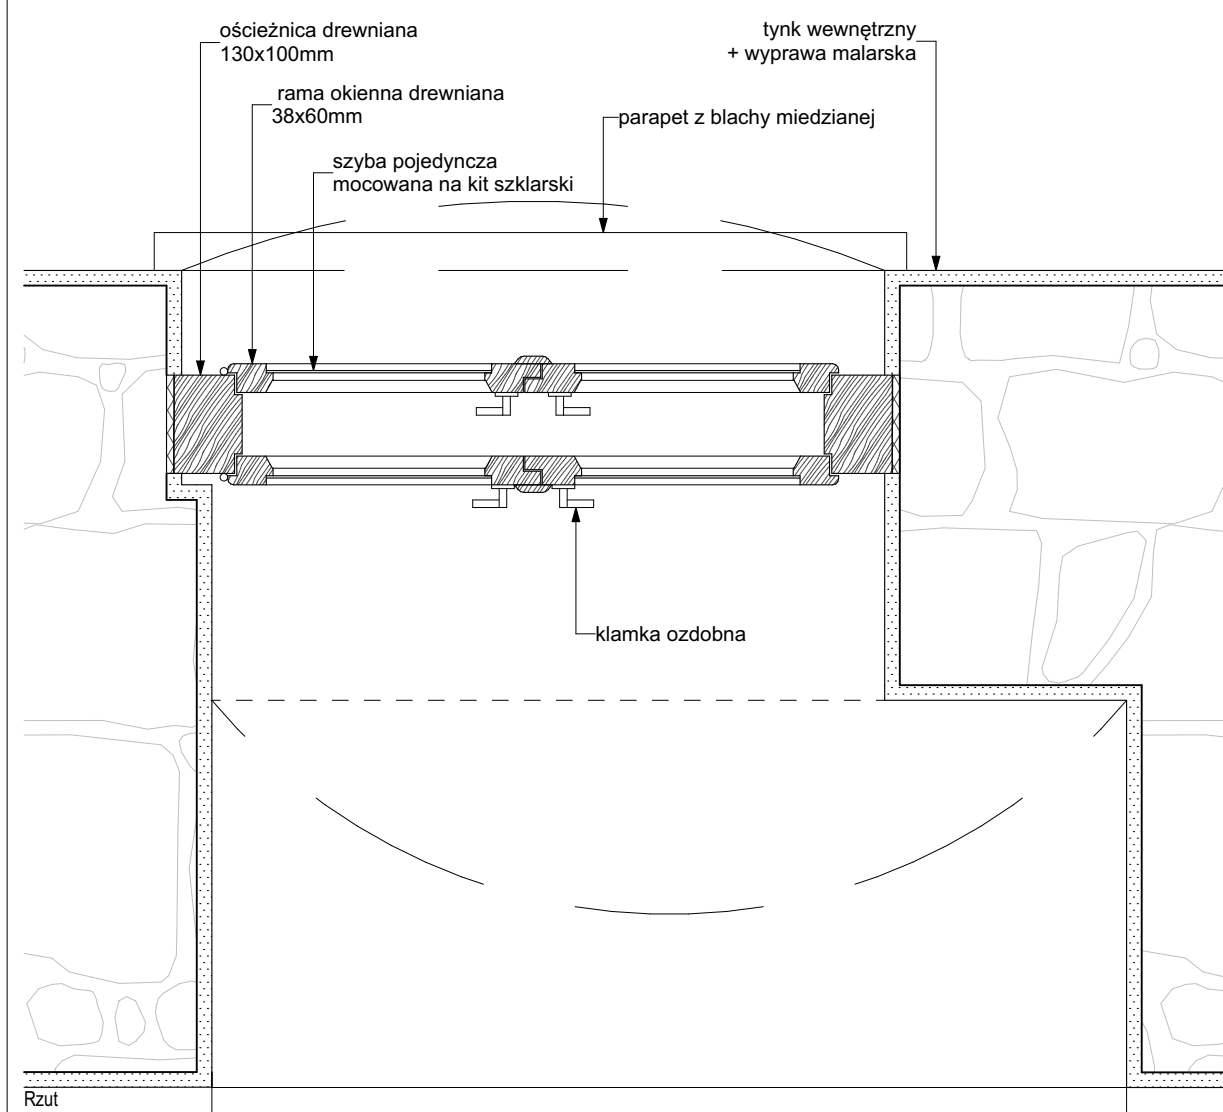 ościeżnica drewniana
130x100mm
tynk wewnętrzny
+ wyprawa malarska
rama okienna drewniana
38x60mm
parapet z blachy miedzianej
szyba pojedyncza
mocowana na kit szklarski
klamka ozdobna
Rzut